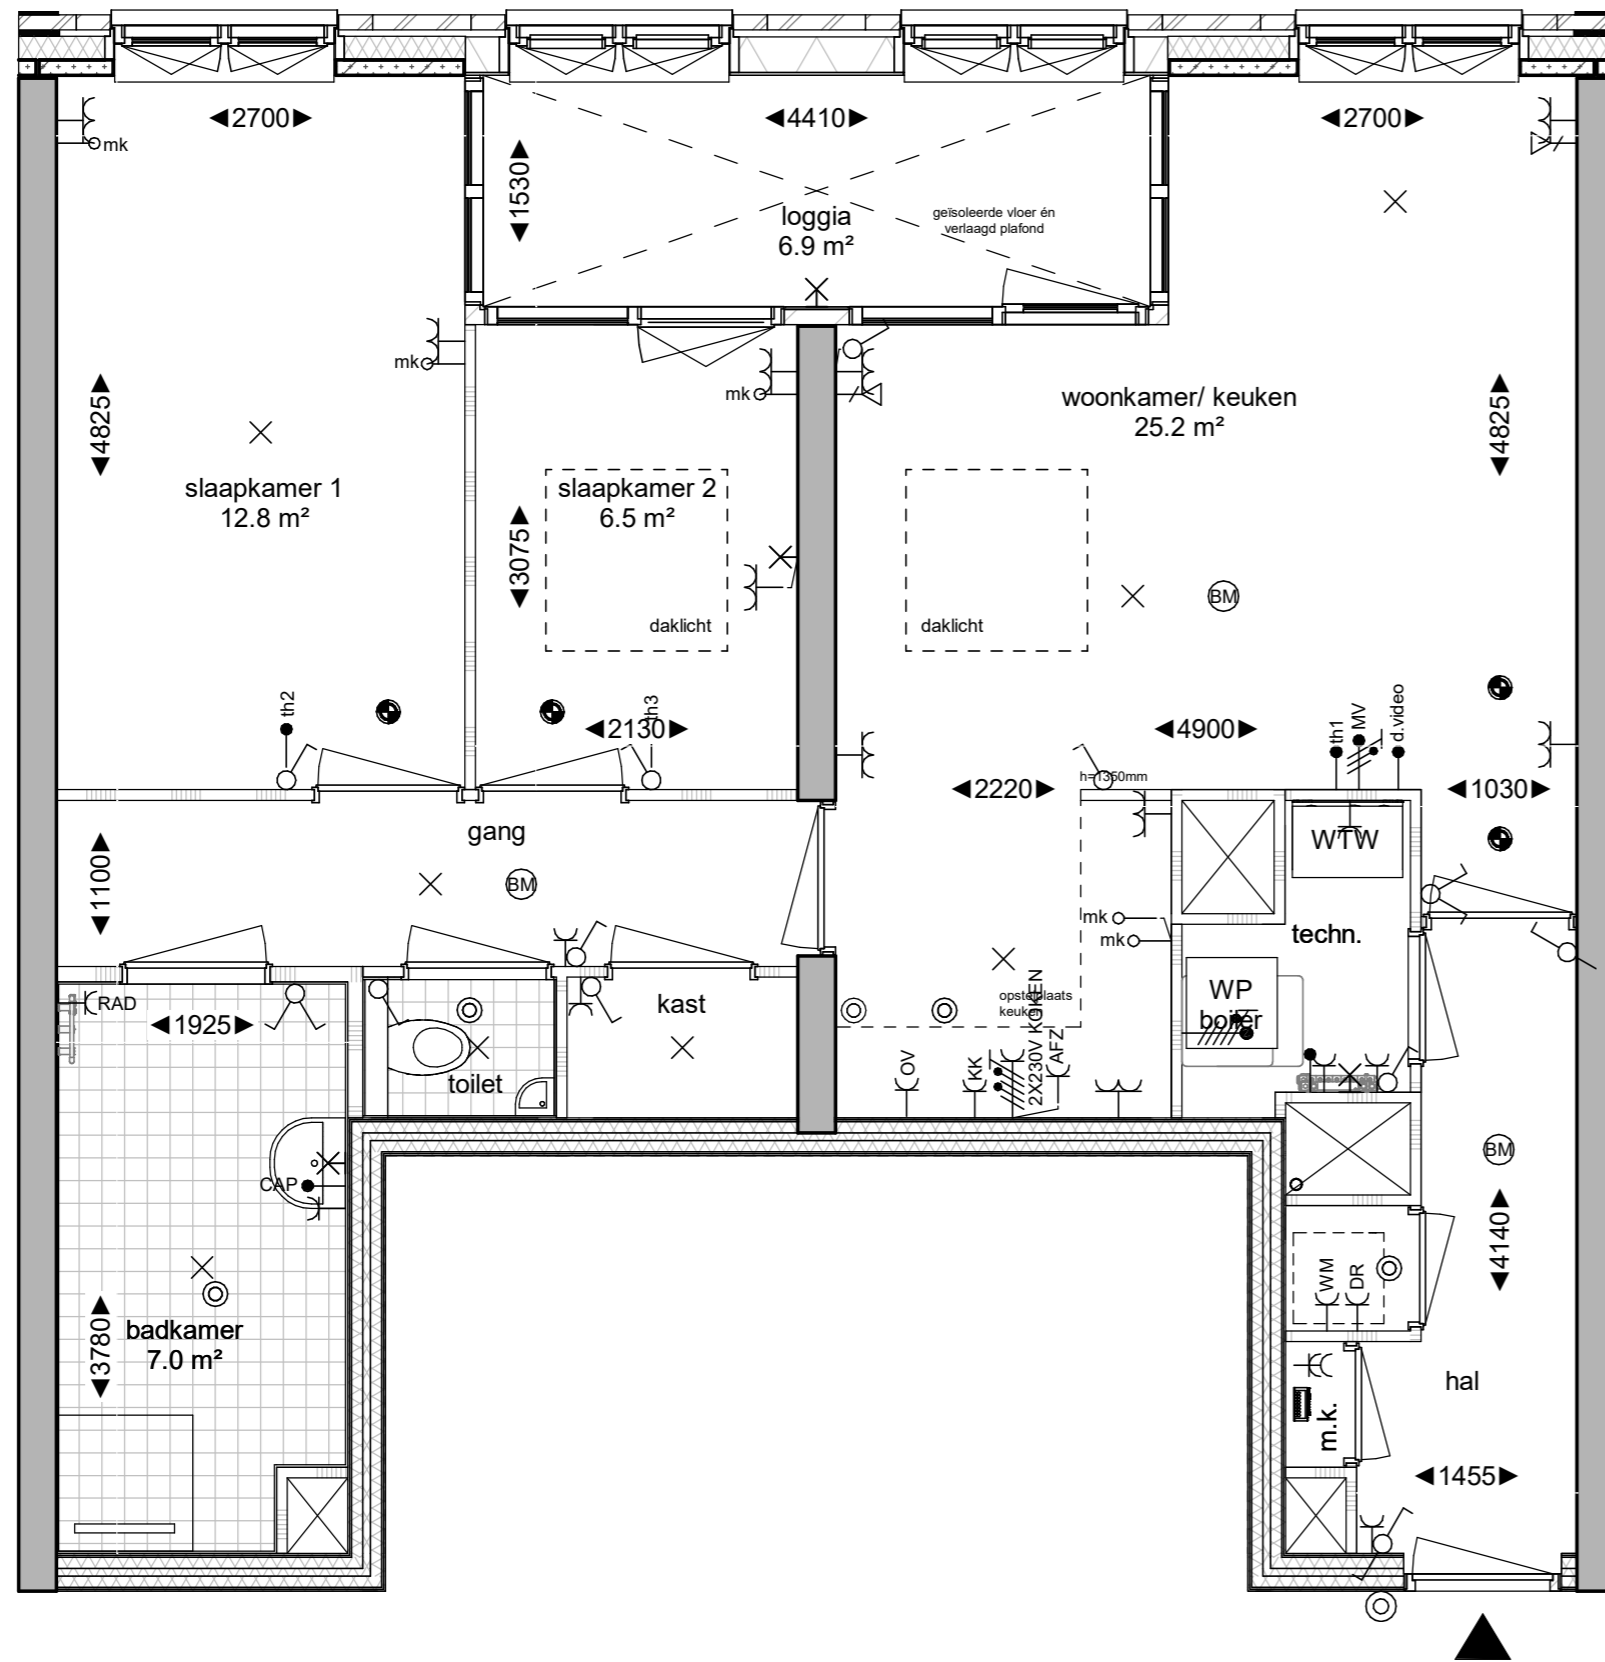 ◄2700►
◄4410►
◄2700►
mk
◄1530►
loggia
6.9 m²
geïsoleerde vloer én
verlaagd plafond
mk
mk
◄4825►
woonkamer/ keuken
25.2 m²
◄4825►
slaapkamer 1
12.8 m²
slaapkamer 2
6.5 m²
◄3075►
daklicht
daklicht
BM
th2
th3
◄2130►
◄4900►
th1
MV
d.video
h=1350mm
◄2220►
◄1030►
gang
WTW
◄1100►
BM
mk
mk
techn.
RAD
◄1925►
kast
opstelplaats
keuken
WP
boiler
toilet
OV
KK
2X230V KOKEN
AFZ
BM
CAP
◄4140►
WM
DR
◄3780►
badkamer
7.0 m²
hal
m.k.
◄1455►